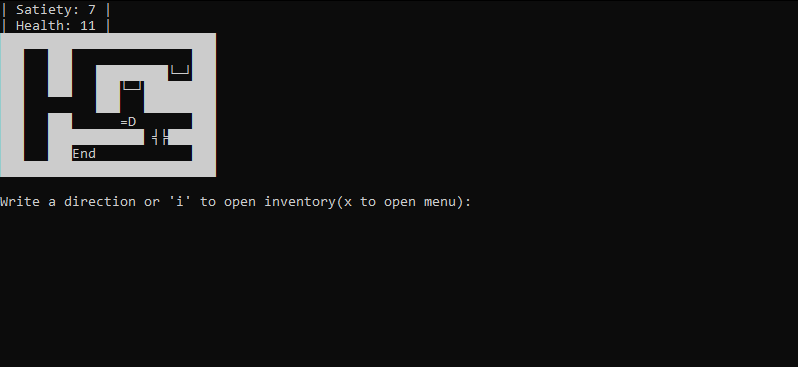 | Satiety: 7 |
| Health: 11 |
└─┘
└─┘
=D
┤├
End
Write a direction or 'i' to open inventory(x to open menu):